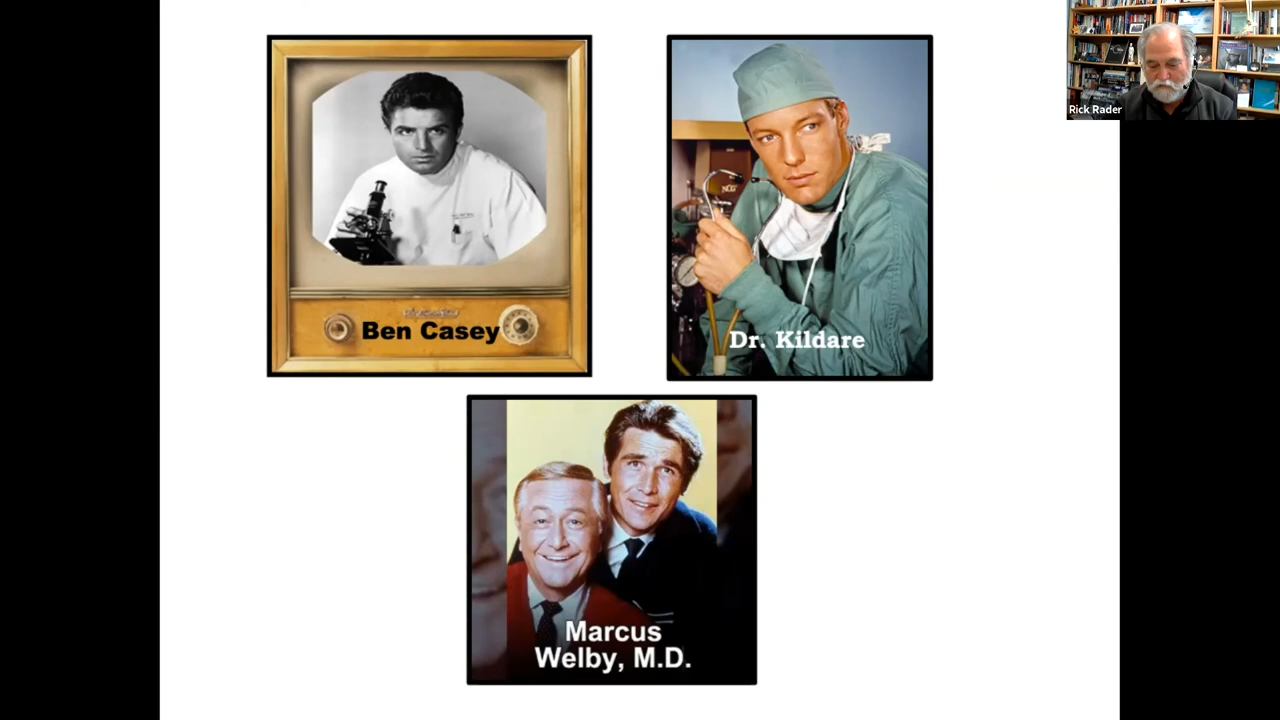 Rick Rader
Ben Casey
Dr. Kildare
Marcus
Welby, M.D.